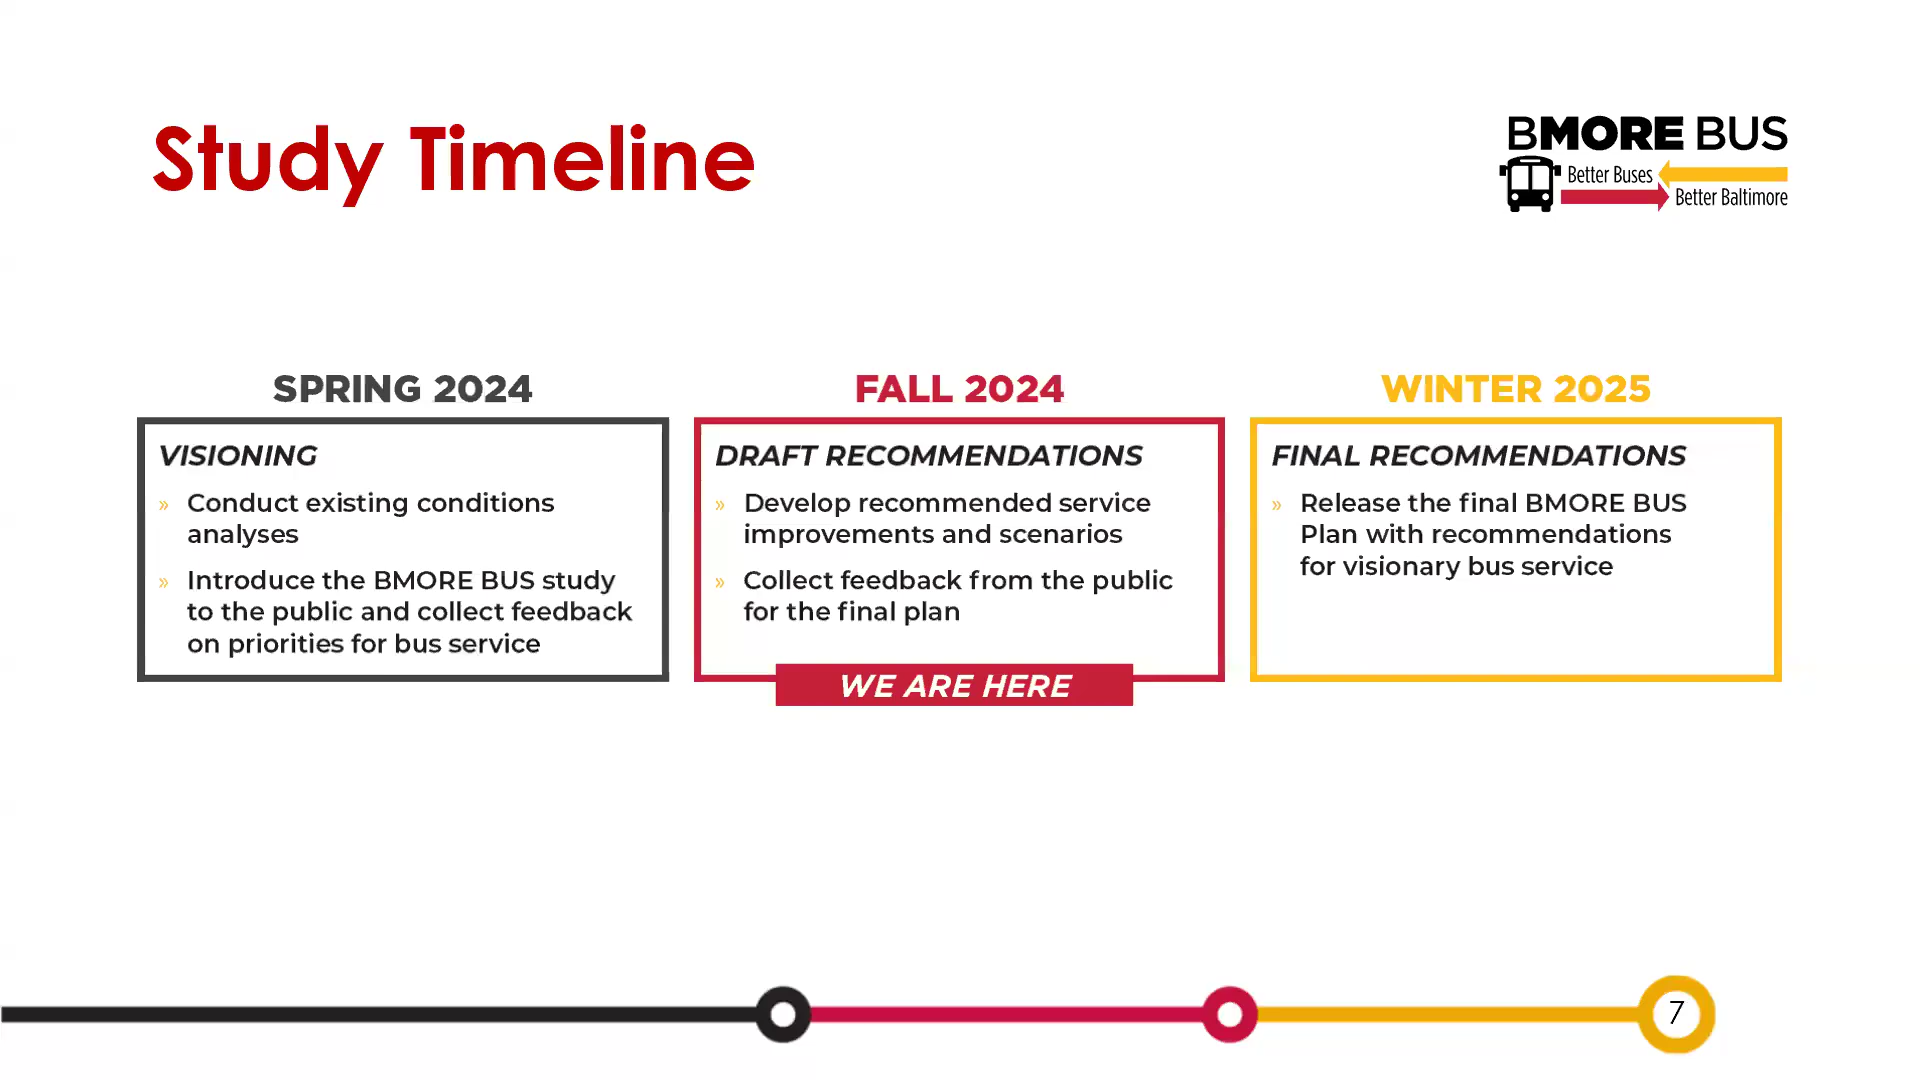 Study Timeline
BMORE BUS
Better Buses
Better Baltimore
SPRING 2024
VISIONING
» Conduct existing conditions
analyses
» Introduce the BMORE BUS study
to the public and collect feedback
on priorities for bus service
FALL 2024
DRAFT RECOMMENDATIONS
» Develop recommended service
improvements and scenarios
» Collect feedback from the public
for the final plan
WE ARE HERE
WINTER 2025
FINAL RECOMMENDATIONS
» Release the final BMORE BUS
Plan with recommendations
for visionary bus service
7